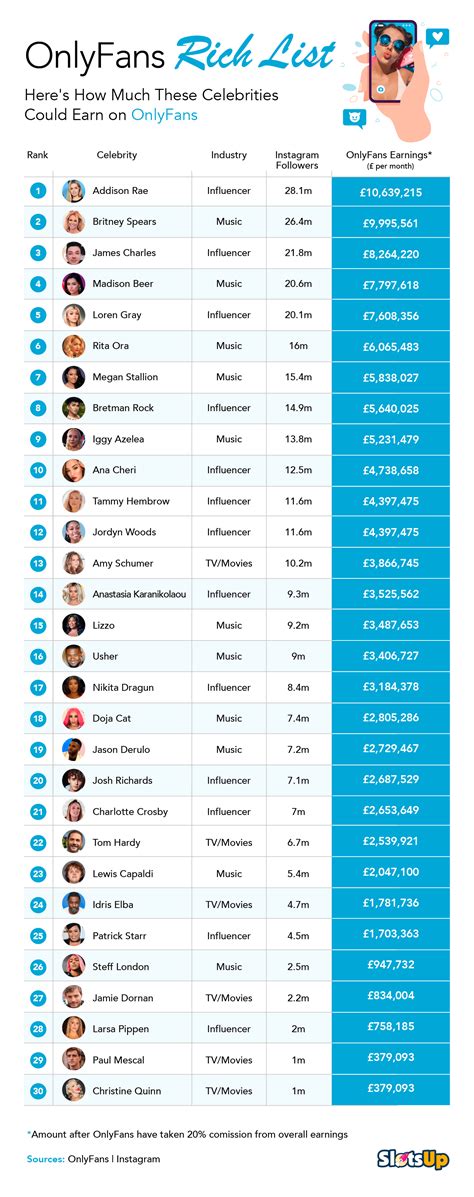 OnlyFans Rich List
Here's How Much These Celebrities
Could Earn on OnlyFans
Rank Celebrity Industry Instagram Followers OnlyFans Earnings* (£ per month)
1 Addison Rae Influencer 28.1m £10,639,215
2 Britney Spears Music 26.4m £9,995,561
3 James Charles Influencer 21.8m £8,264,220
4 Madison Beer Music 20.6m £7,797,618
5 Loren Gray Influencer 20.1m £7,608,356
6 Rita Ora Music 16m £6,065,483
7 Megan Stallion Music 15.4m £5,838,027
8 Bretman Rock Influencer 14.9m £5,640,025
9 Iggy Azelea Music 13.8m £5,231,479
10 Ana Cheri Influencer 12.5m £4,738,658
11 Tammy Hembrow Influencer 11.6m £4,397,475
12 Jordyn Woods Influencer 11.6m £4,397,475
13 Amy Schumer TV/Movies 10.2m £3,866,745
14 Anastasia Karanikolaou Influencer 9.3m £3,525,562
15 Lizzo Music 9.2m £3,487,653
16 Usher Music 9m £3,406,727
17 Nikita Dragun Influencer 8.4m £3,184,378
18 Doja Cat Music 7.4m £2,805,286
19 Jason Derulo Music 7.2m £2,729,467
20 Josh Richards Influencer 7.1m £2,687,529
21 Charlotte Crosby Influencer 7m £2,653,649
22 Tom Hardy TV/Movies 6.7m £2,539,921
23 Lewis Capaldi Music 5.4m £2,047,100
24 Idris Elba TV/Movies 4.7m £1,781,736
25 Patrick Starr Influencer 4.5m £1,703,363
26 Steff London Music 2.5m £947,732
27 Jamie Dornan TV/Movies 2.2m £834,004
28 Larsa Pippen Influencer 2m £758,185
29 Paul Mescal TV/Movies 1m £379,093
30 Christine Quinn TV/Movies 1m £379,093
*Amount after OnlyFans have taken 20% comission from overall earnings
Sources: OnlyFans | Instagram
SlotsUp